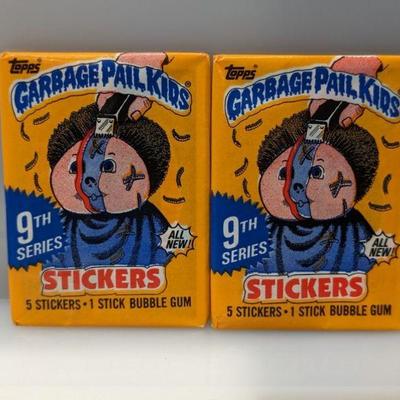 Topps
GARBAGE PAIL KIDS
9TH
SERIES
ALL
NEW!
STICKERS
5 STICKERS • 1 STICK BUBBLE GUM
Topps
GARBAGE PAIL KIDS
9TH
SERIES
ALL
NEW!
STICKERS
5 STICKERS • 1 STICK BUBBLE GUM